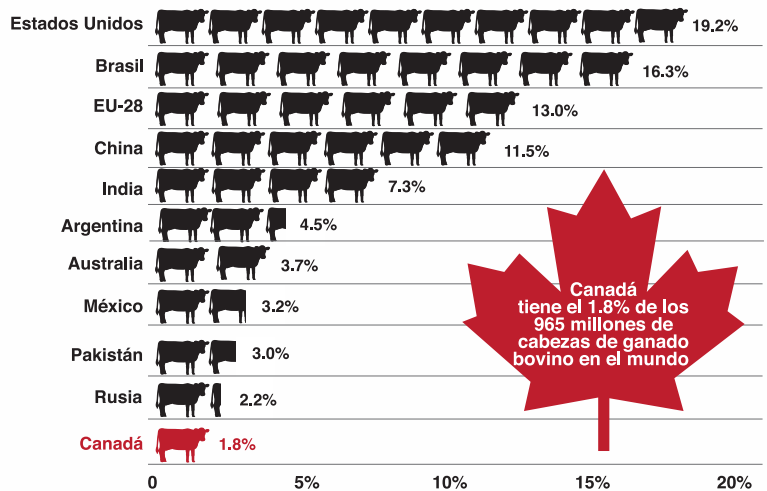 Estados Unidos 19.2%
Brasil 16.3%
EU-28 13.0%
China 11.5%
India 7.3%
Argentina 4.5%
Australia 3.7%
México 3.2%
Pakistán 3.0%
Rusia 2.2%
Canadá 1.8%
0 5% 10% 15% 20%
Canadá
tiene el 1.8% de los
965 millones de
cabezas de ganado
bovino en el mundo